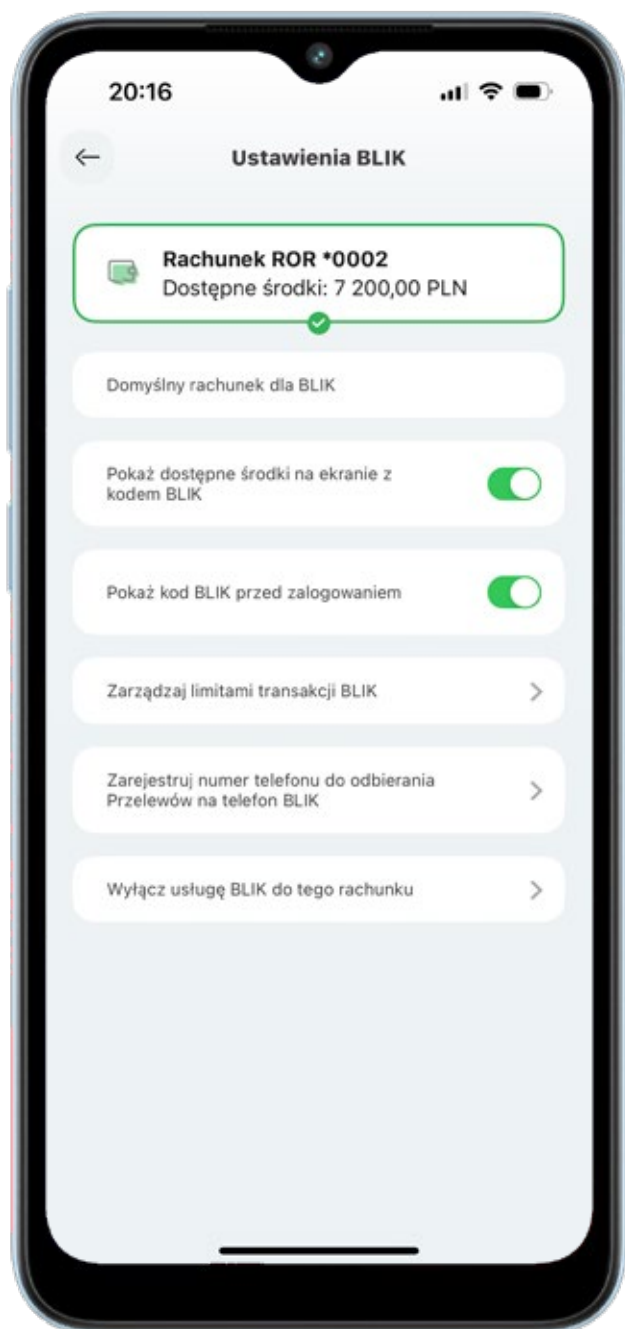 20:16
Ustawienia BLIK
Rachunek ROR *0002
Dostępne środki: 7 200,00 PLN
Domyślny rachunek dla BLIK
Pokaż dostępne środki na ekranie z
kodem BLIK
Pokaż kod BLIK przed zalogowaniem
Zarządzaj limitami transakcji BLIK
Zarejestruj numer telefonu do odbierania
Przelewów na telefon BLIK
Wyłącz usługę BLIK do tego rachunku